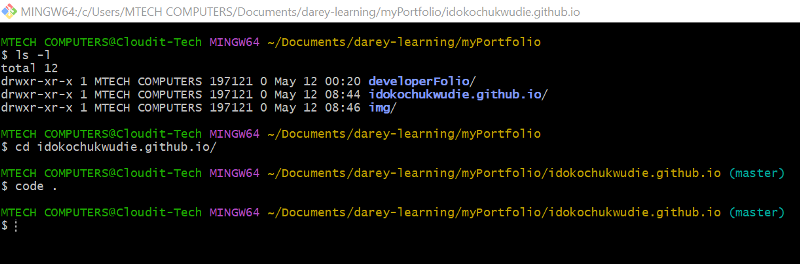 MINGW64:/c/Users/MTECH COMPUTERS/Documents/darey-learning/myPortfolio/idokochukwudie.github.io
MTECH COMPUTERS@Cloudit-Tech MINGW64 ~/Documents/darey-learning/myPortfolio
$ ls -l
total 12
drwxr-xr-x 1 MTECH COMPUTERS 197121 0 May 12 00:20 developerFolio/
drwxr-xr-x 1 MTECH COMPUTERS 197121 0 May 12 08:44 idokochukwudie.github.io/
drwxr-xr-x 1 MTECH COMPUTERS 197121 0 May 12 08:46 img/
MTECH COMPUTERS@Cloudit-Tech MINGW64 ~/Documents/darey-learning/myPortfolio
$ cd idokochukwudie.github.io/
MTECH COMPUTERS@Cloudit-Tech MINGW64 ~/Documents/darey-learning/myPortfolio/idokochukwudie.github.io (master)
$ code .
MTECH COMPUTERS@Cloudit-Tech MINGW64 ~/Documents/darey-learning/myPortfolio/idokochukwudie.github.io (master)
$